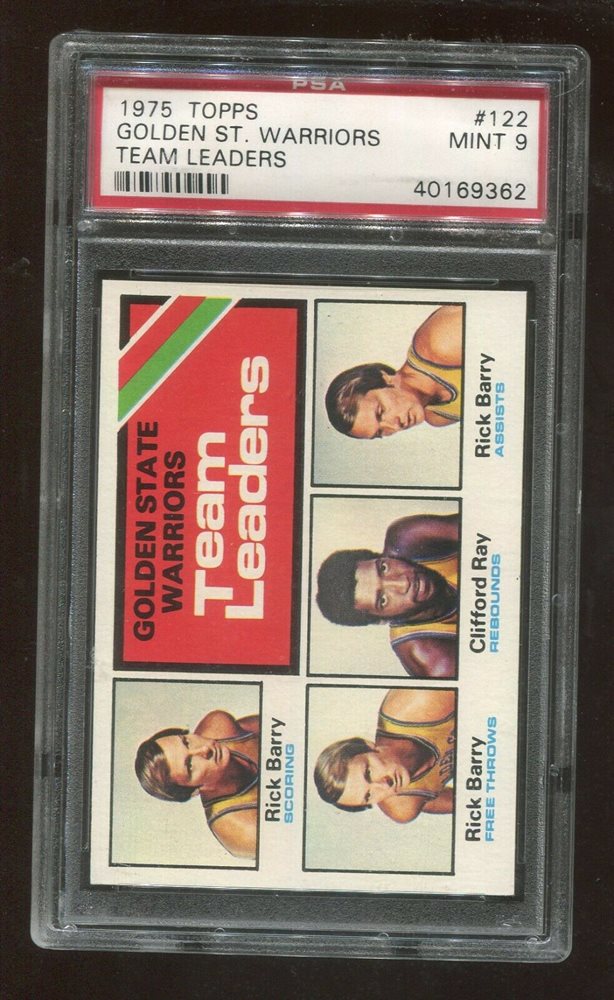 PSA
1975 TOPPS #122
GOLDEN ST. WARRIORS MINT 9
TEAM LEADERS
40169362
GOLDEN STATE
WARRIORS
Team
Leaders
Rick Barry
SCORING
Rick Barry
FREE THROWS
Clifford Ray
REBOUNDS
Rick Barry
ASSISTS